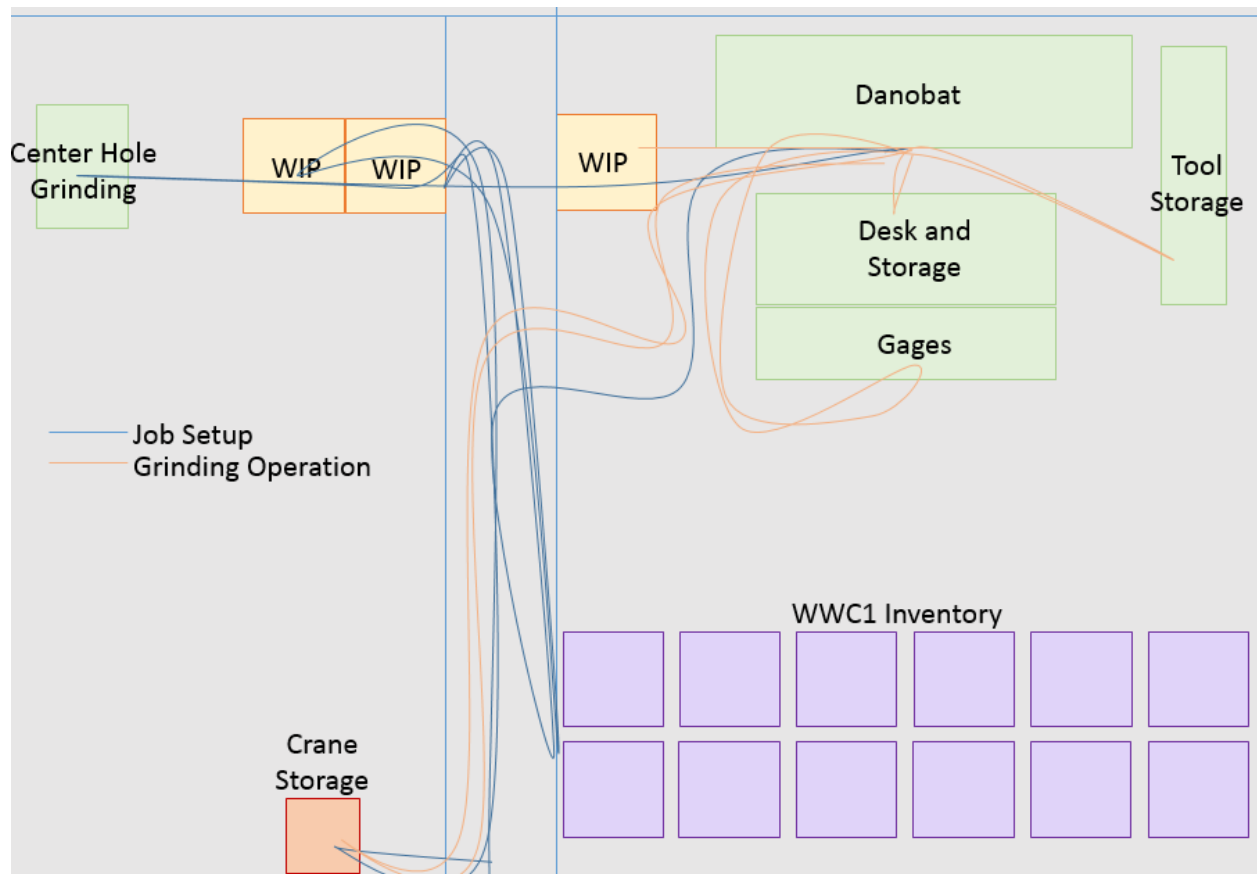 Danobat
Center Hole
Grinding
WIP
WIP
WIP
Tool
Storage
Desk and
Storage
Gages
Job Setup
Grinding Operation
WWC1 Inventory
Crane
Storage